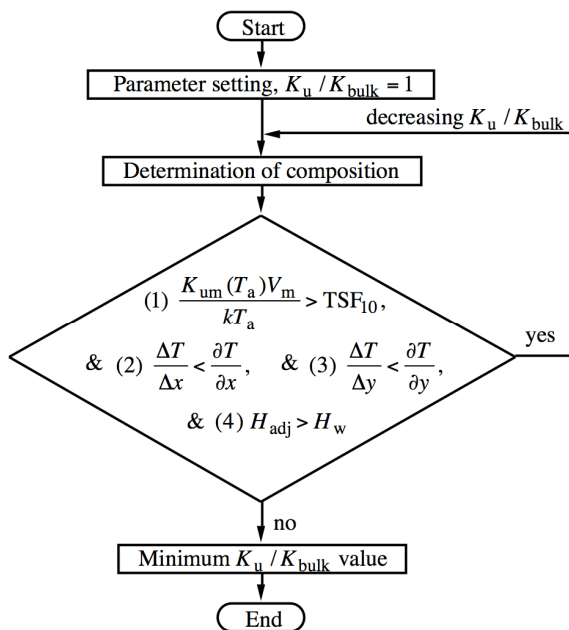 Start
Parameter setting, K_u / K_bulk = 1
decreasing K_u / K_bulk
Determination of composition
(1) K_um(T_a)V_m / kT_a > TSF_10,
& (2) ΔT/Δx < ∂T/∂x, & (3) ΔT/Δy < ∂T/∂y,
yes
& (4) H_adj > H_w
no
Minimum K_u / K_bulk value
End